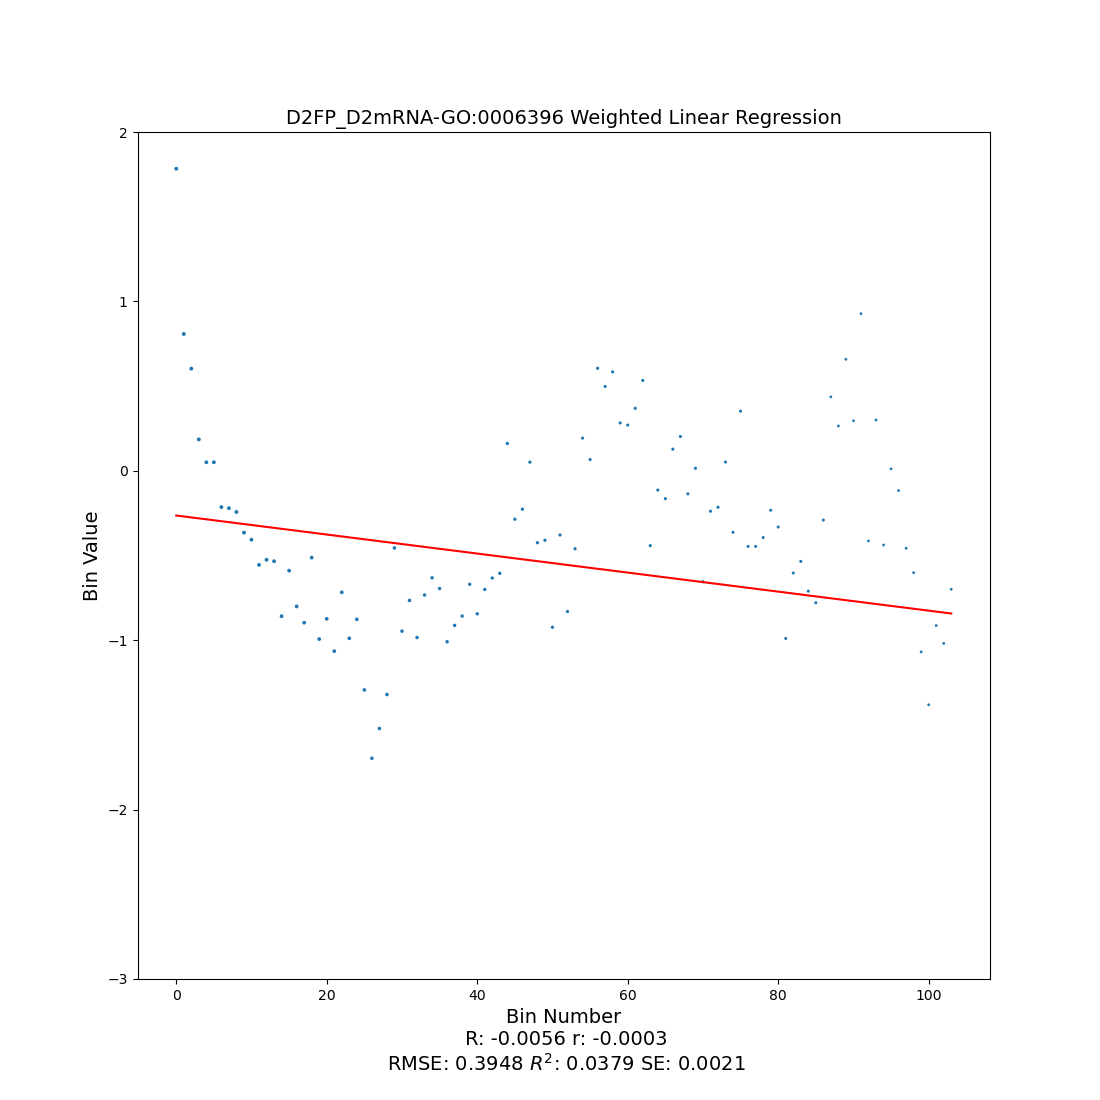 D2FP_D2mRNA-GO:0006396 Weighted Linear Regression
2
1
0
−1
−2
−3
Bin Value
0 20 40 60 80 100
Bin Number
R: -0.0056 r: -0.0003
RMSE: 0.3948 R²: 0.0379 SE: 0.0021